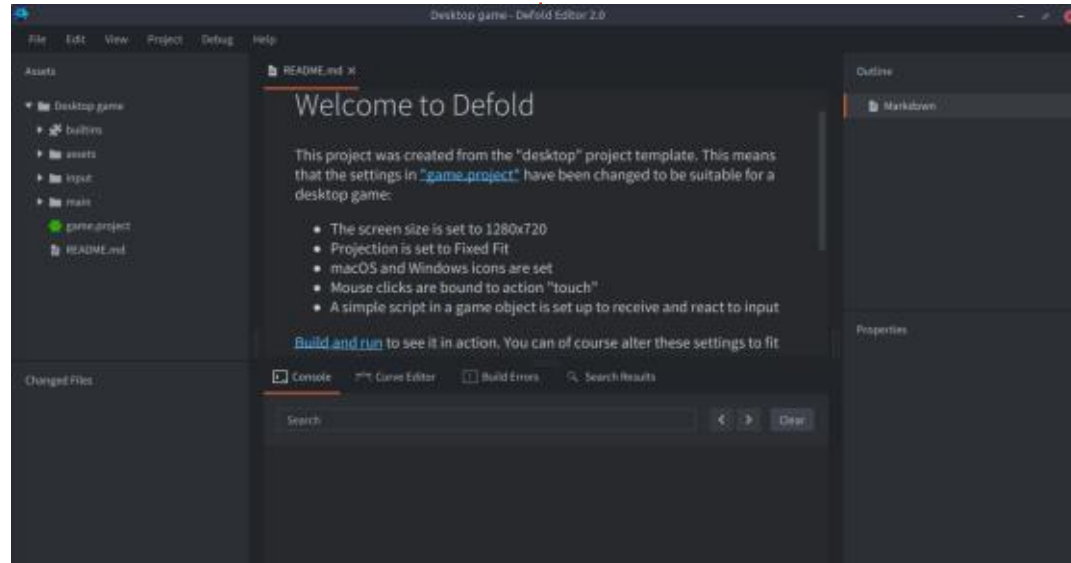 Desktop game - Defold Editor 2.0
File Edit View Project Debug Help
Assets
Desktop game
builtins
assets
input
main
game.project
README.md
Changed Files
README.md
Welcome to Defold
This project was created from the "desktop" project template. This means
that the settings in "game.project" have been changed to be suitable for a
desktop game:
The screen size is set to 1280x720
Projection is set to Fixed Fit
macOS and Windows icons are set
Mouse clicks are bound to action "touch"
A simple script in a game object is set up to receive and react to input
Build and run to see it in action. You can of course alter these settings to fit
Console Curve Editor Build Errors Search Results
Search
Clear
Outline
Markdown
Properties